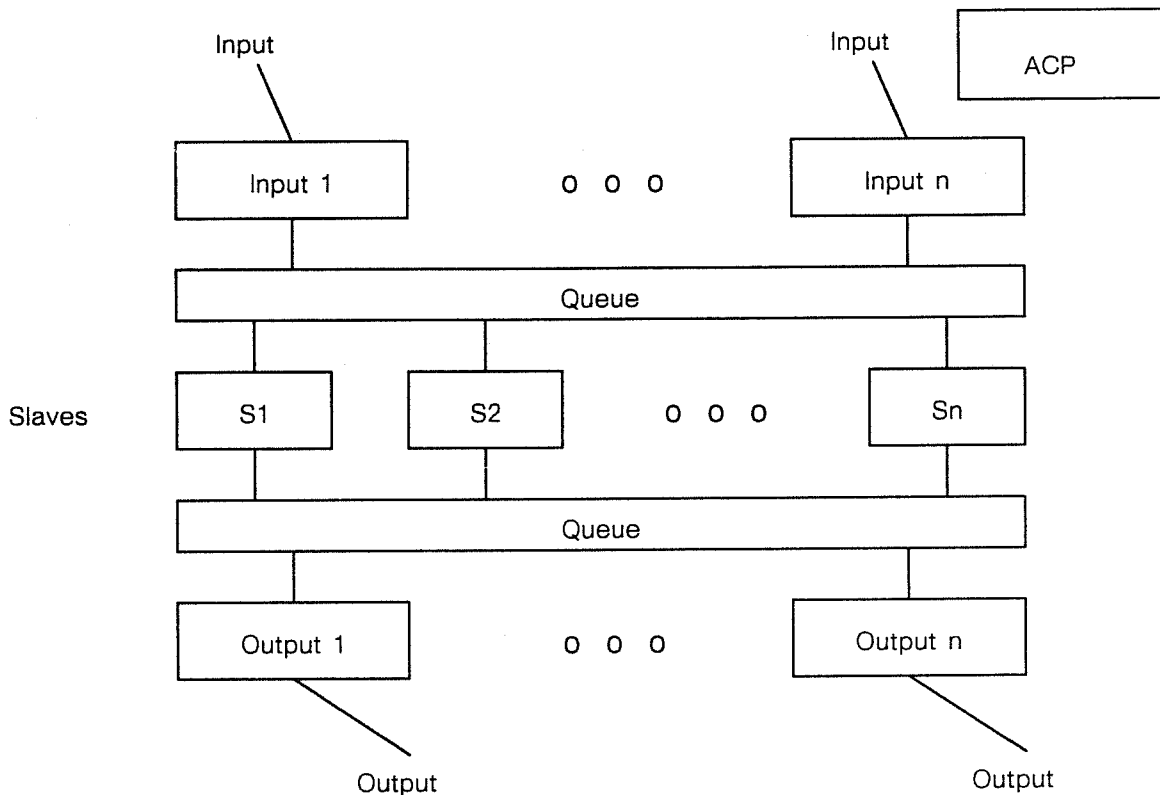 Input
Input
ACP
Input 1
o o o
Input n
Queue
Slaves
S1
S2
o o o
Sn
Queue
Output 1
o o o
Output n
Output
Output